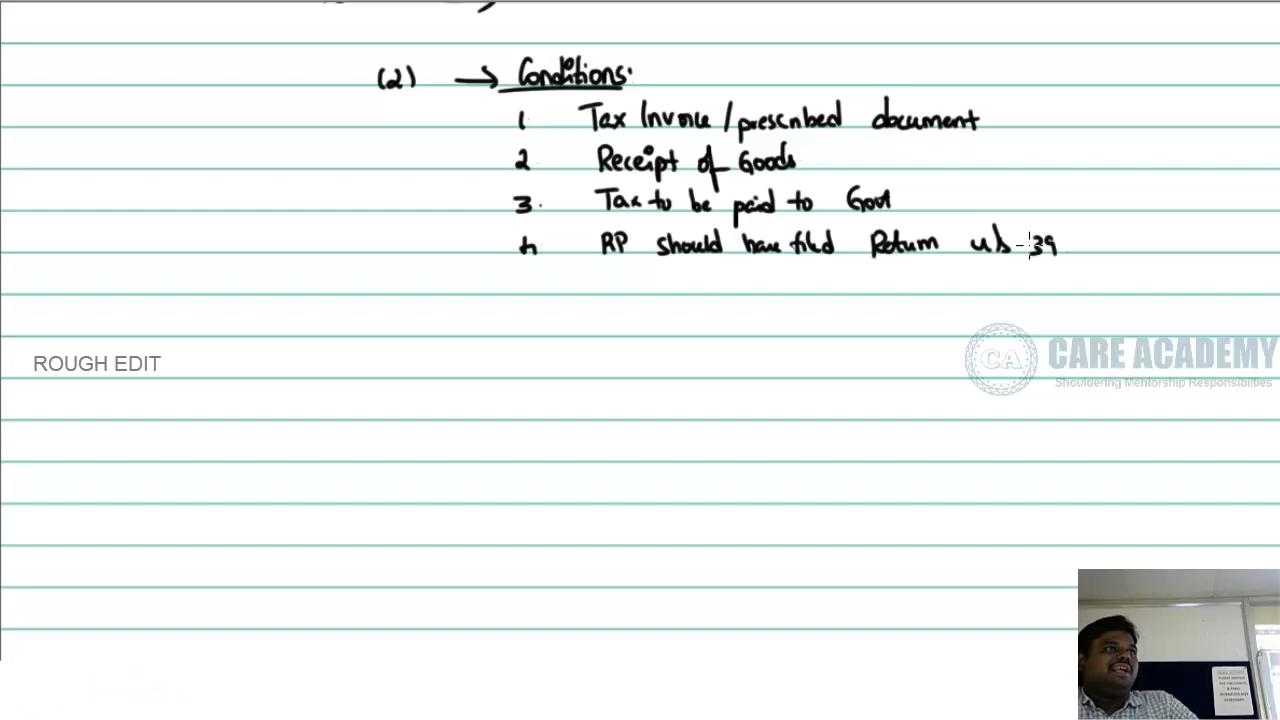 (2) → Conditions.
1 Tax Invoice / prescribed document
2 Receipt of Goods
3. Tax to be paid to Govt
4 RP should have filed Return u/s - 39
ROUGH EDIT
CA CARE ACADEMY
Shouldering Mentorship Responsibilities